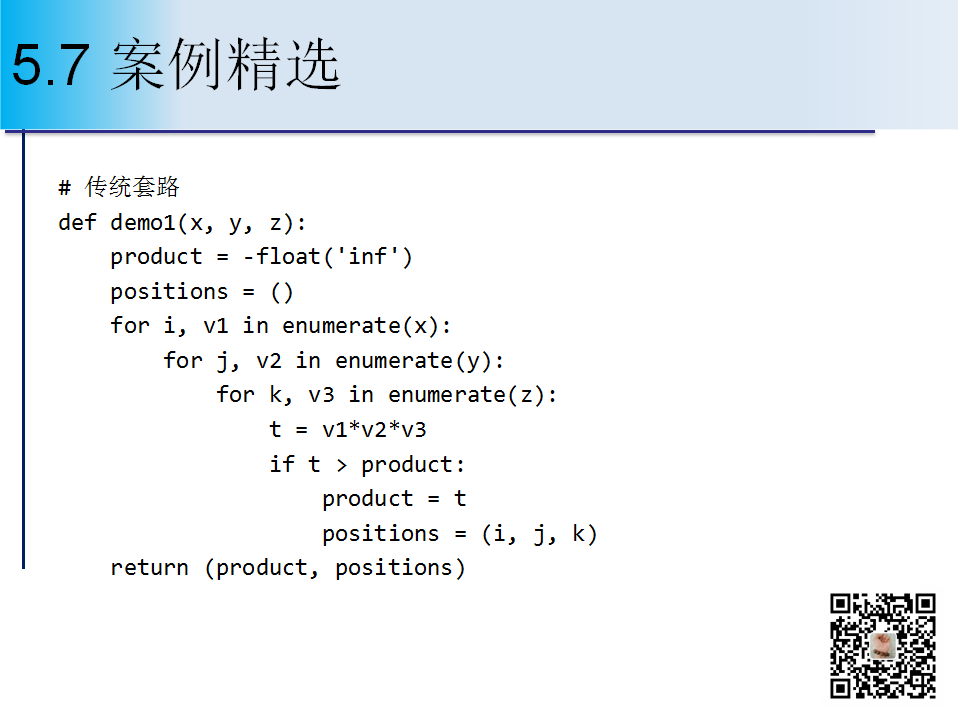 5.7 案例精选
# 传统套路
def demo1(x, y, z):
    product = -float('inf')
    positions = ()
    for i, v1 in enumerate(x):
        for j, v2 in enumerate(y):
            for k, v3 in enumerate(z):
                t = v1*v2*v3
                if t > product:
                    product = t
                    positions = (i, j, k)
    return (product, positions)